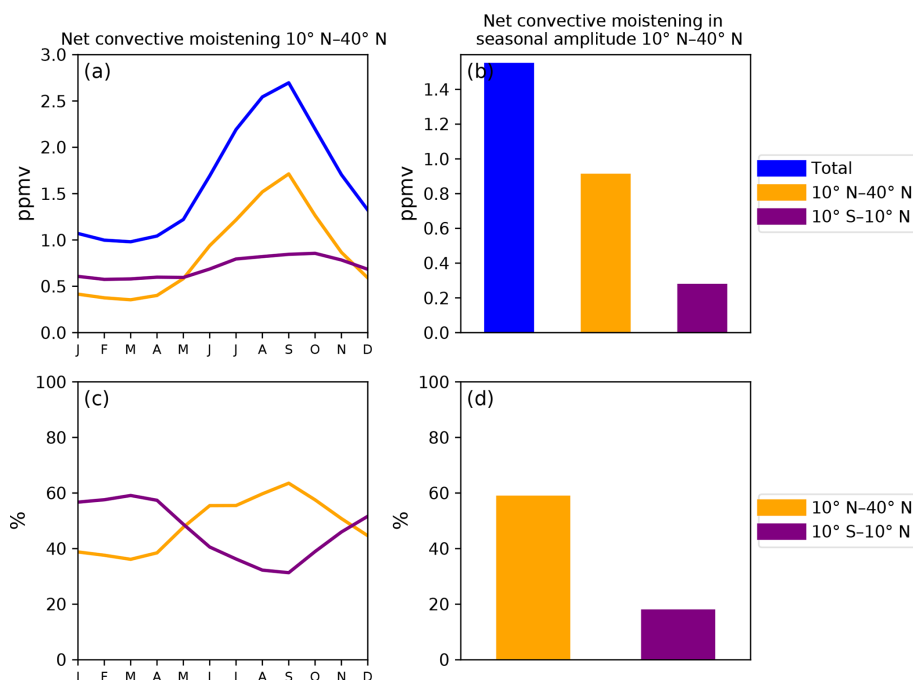 Net convective moistening 10° N–40° N
Net convective moistening in
seasonal amplitude 10° N–40° N
(a)
3.0
2.5
2.0
1.5
1.0
0.5
0.0
ppmv
J F M A M J J A S O N D
(b)
1.4
1.2
1.0
0.8
0.6
0.4
0.2
0.0
ppmv
Total
10° N–40° N
10° S–10° N
(c)
100
80
60
40
20
0
%
J F M A M J J A S O N D
(d)
100
80
60
40
20
0
%
10° N–40° N
10° S–10° N